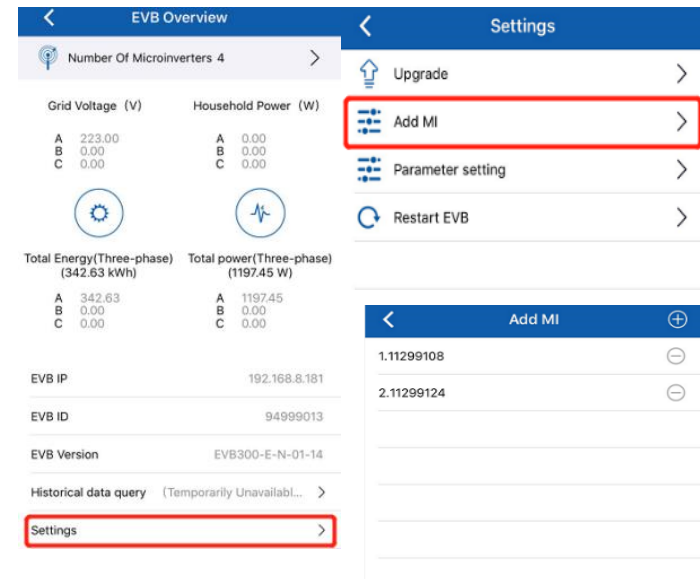 EVB Overview
Number Of Microinverters 4
Grid Voltage (V)
Household Power (W)
A 223.00
B 0.00
C 0.00
A 0.00
B 0.00
C 0.00
Total Energy(Three-phase)
(342.63 kWh)
Total power(Three-phase)
(1197.45 W)
A 342.63
B 0.00
C 0.00
A 1197.45
B 0.00
C 0.00
EVB IP 192.168.8.181
EVB ID 94999013
EVB Version EVB300-E-N-01-14
Historical data query (Temporarily Unavailabl...
Settings
Settings
Upgrade
Add MI
Parameter setting
Restart EVB
Add MI
1.11299108
2.11299124